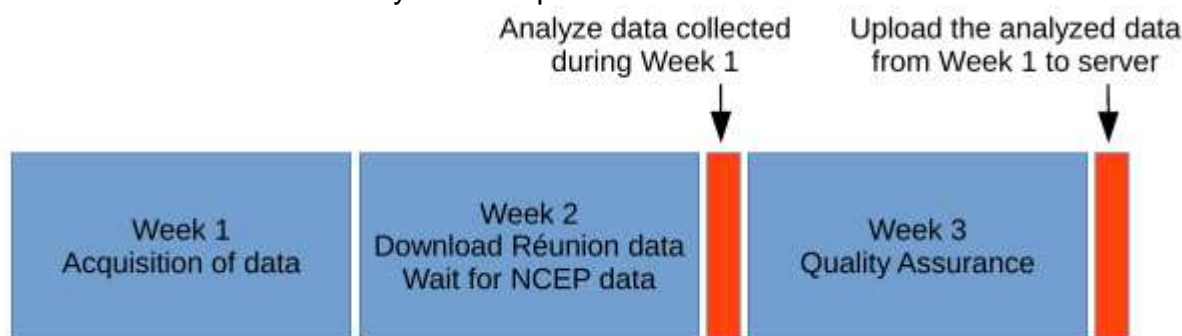 Analyze data collected
during Week 1
Upload the analyzed data
from Week 1 to server
Week 1
Acquisition of data
Week 2
Download Réunion data
Wait for NCEP data
Week 3
Quality Assurance